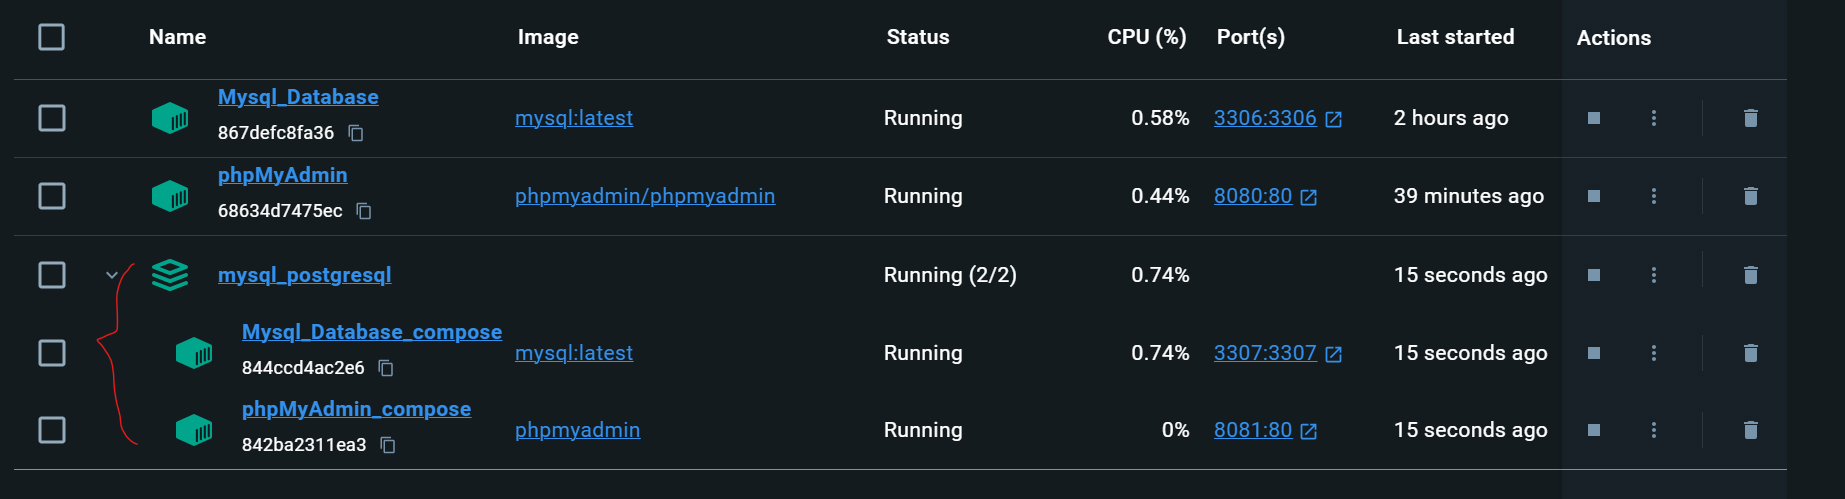 Name Image Status CPU (%) Port(s) Last started Actions
Mysql_Database
867defc8fa36 mysql:latest Running 0.58% 3306:3306 2 hours ago
phpMyAdmin
68634d7475ec phpmyadmin/phpmyadmin Running 0.44% 8080:80 39 minutes ago
mysql_postgresql Running (2/2) 0.74% 15 seconds ago
Mysql_Database_compose
844ccd4ac2e6 mysql:latest Running 0.74% 3307:3307 15 seconds ago
phpMyAdmin_compose
842ba2311ea3 phpmyadmin Running 0% 8081:80 15 seconds ago